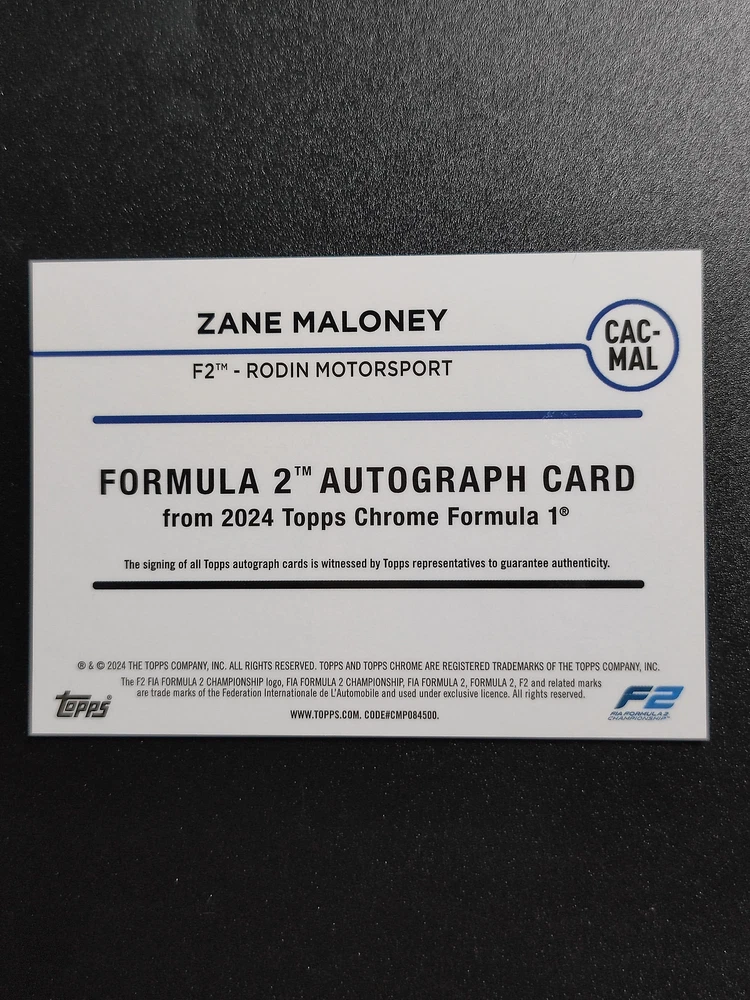 ZANE MALONEY
CAC-
MAL
F2™ - RODIN MOTORSPORT
FORMULA 2™ AUTOGRAPH CARD
from 2024 Topps Chrome Formula 1®
The signing of all Topps autograph cards is witnessed by Topps representatives to guarantee authenticity.
® & © 2024 THE TOPPS COMPANY, INC. ALL RIGHTS RESERVED. TOPPS AND TOPPS CHROME ARE REGISTERED TRADEMARKS OF THE TOPPS COMPANY, INC.
The F2 FIA FORMULA 2 CHAMPIONSHIP logo, FIA FORMULA 2 CHAMPIONSHIP, FIA FORMULA 2, FORMULA 2, F2 and related marks
are trade marks of the Federation Internationale de L'Automobile and used under exclusive licence. All rights reserved.
WWW.TOPPS.COM. CODE#CMP084500.
Topps®
F2
FIA FORMULA 2
CHAMPIONSHIP™